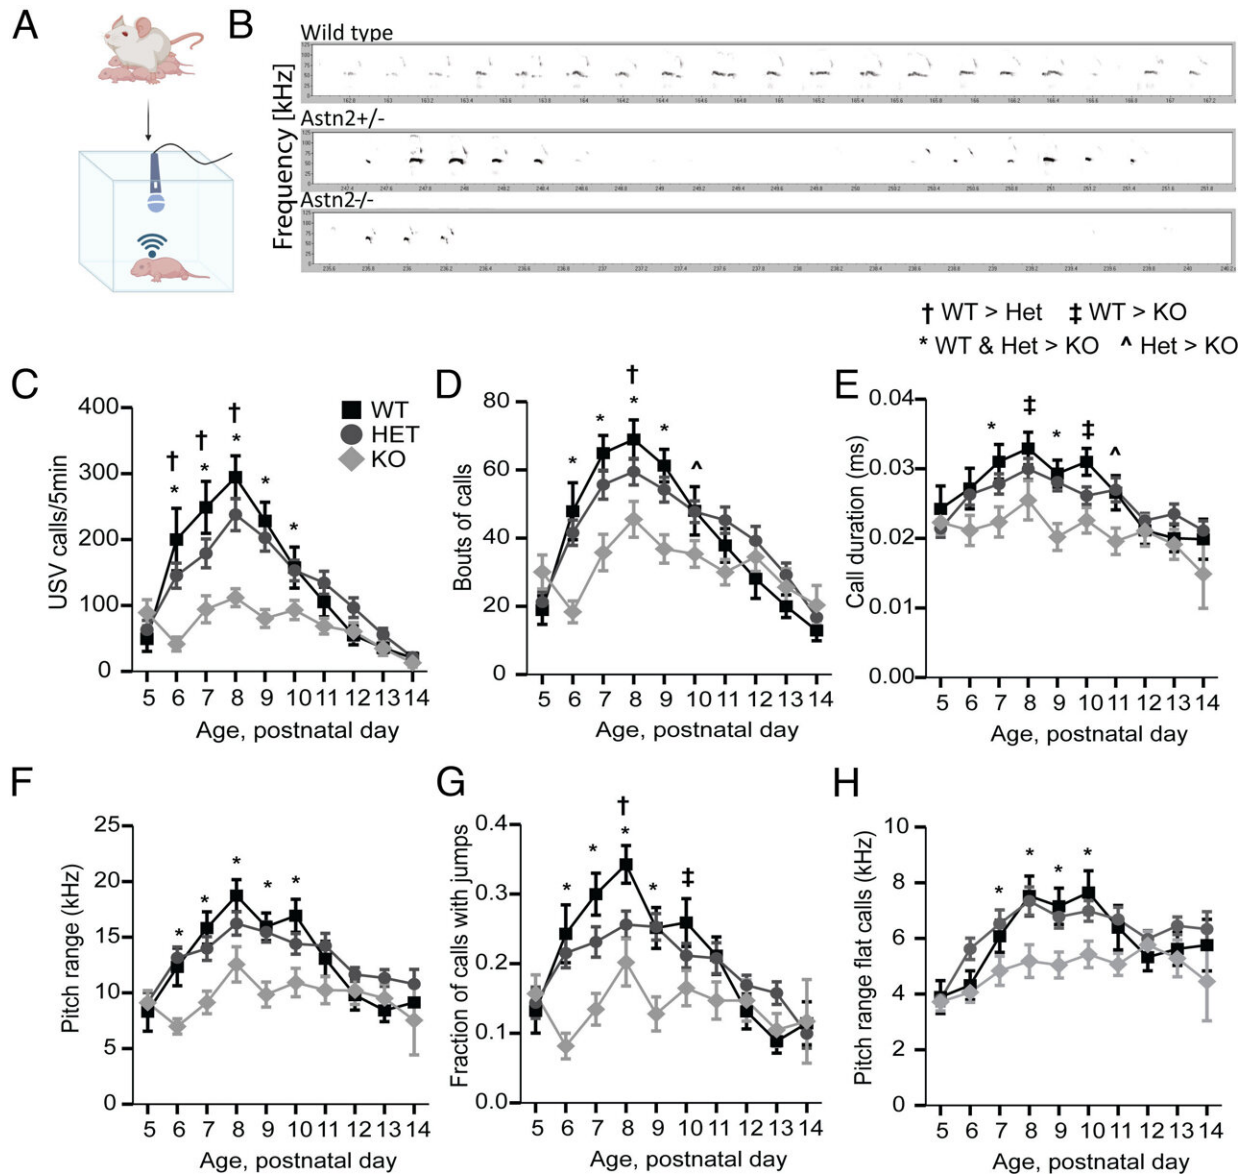 A
B
Wild type
Frequency [kHz]
Astn2+/-
Astn2-/-
† WT > Het ‡ WT > KO
* WT & Het > KO ^ Het > KO
C
USV calls/5min
400
300
200
100
0
† † †
* * * * *
WT
HET
KO
5 6 7 8 9 10 11 12 13 14
Age, postnatal day
D
Bouts of calls
80
60
40
20
0
†
* * * * ^
5 6 7 8 9 10 11 12 13 14
Age, postnatal day
E
Call duration (ms)
0.04
0.03
0.02
0.01
0.00
* ‡ * ‡ ^
5 6 7 8 9 10 11 12 13 14
Age, postnatal day
F
Pitch range (kHz)
25
20
15
10
5
0
* * * * *
5 6 7 8 9 10 11 12 13 14
Age, postnatal day
G
Fraction of calls with jumps
0.4
0.3
0.2
0.1
0.0
†
* * * * ‡
5 6 7 8 9 10 11 12 13 14
Age, postnatal day
H
Pitch range flat calls (kHz)
10
8
6
4
2
0
* * * *
5 6 7 8 9 10 11 12 13 14
Age, postnatal day